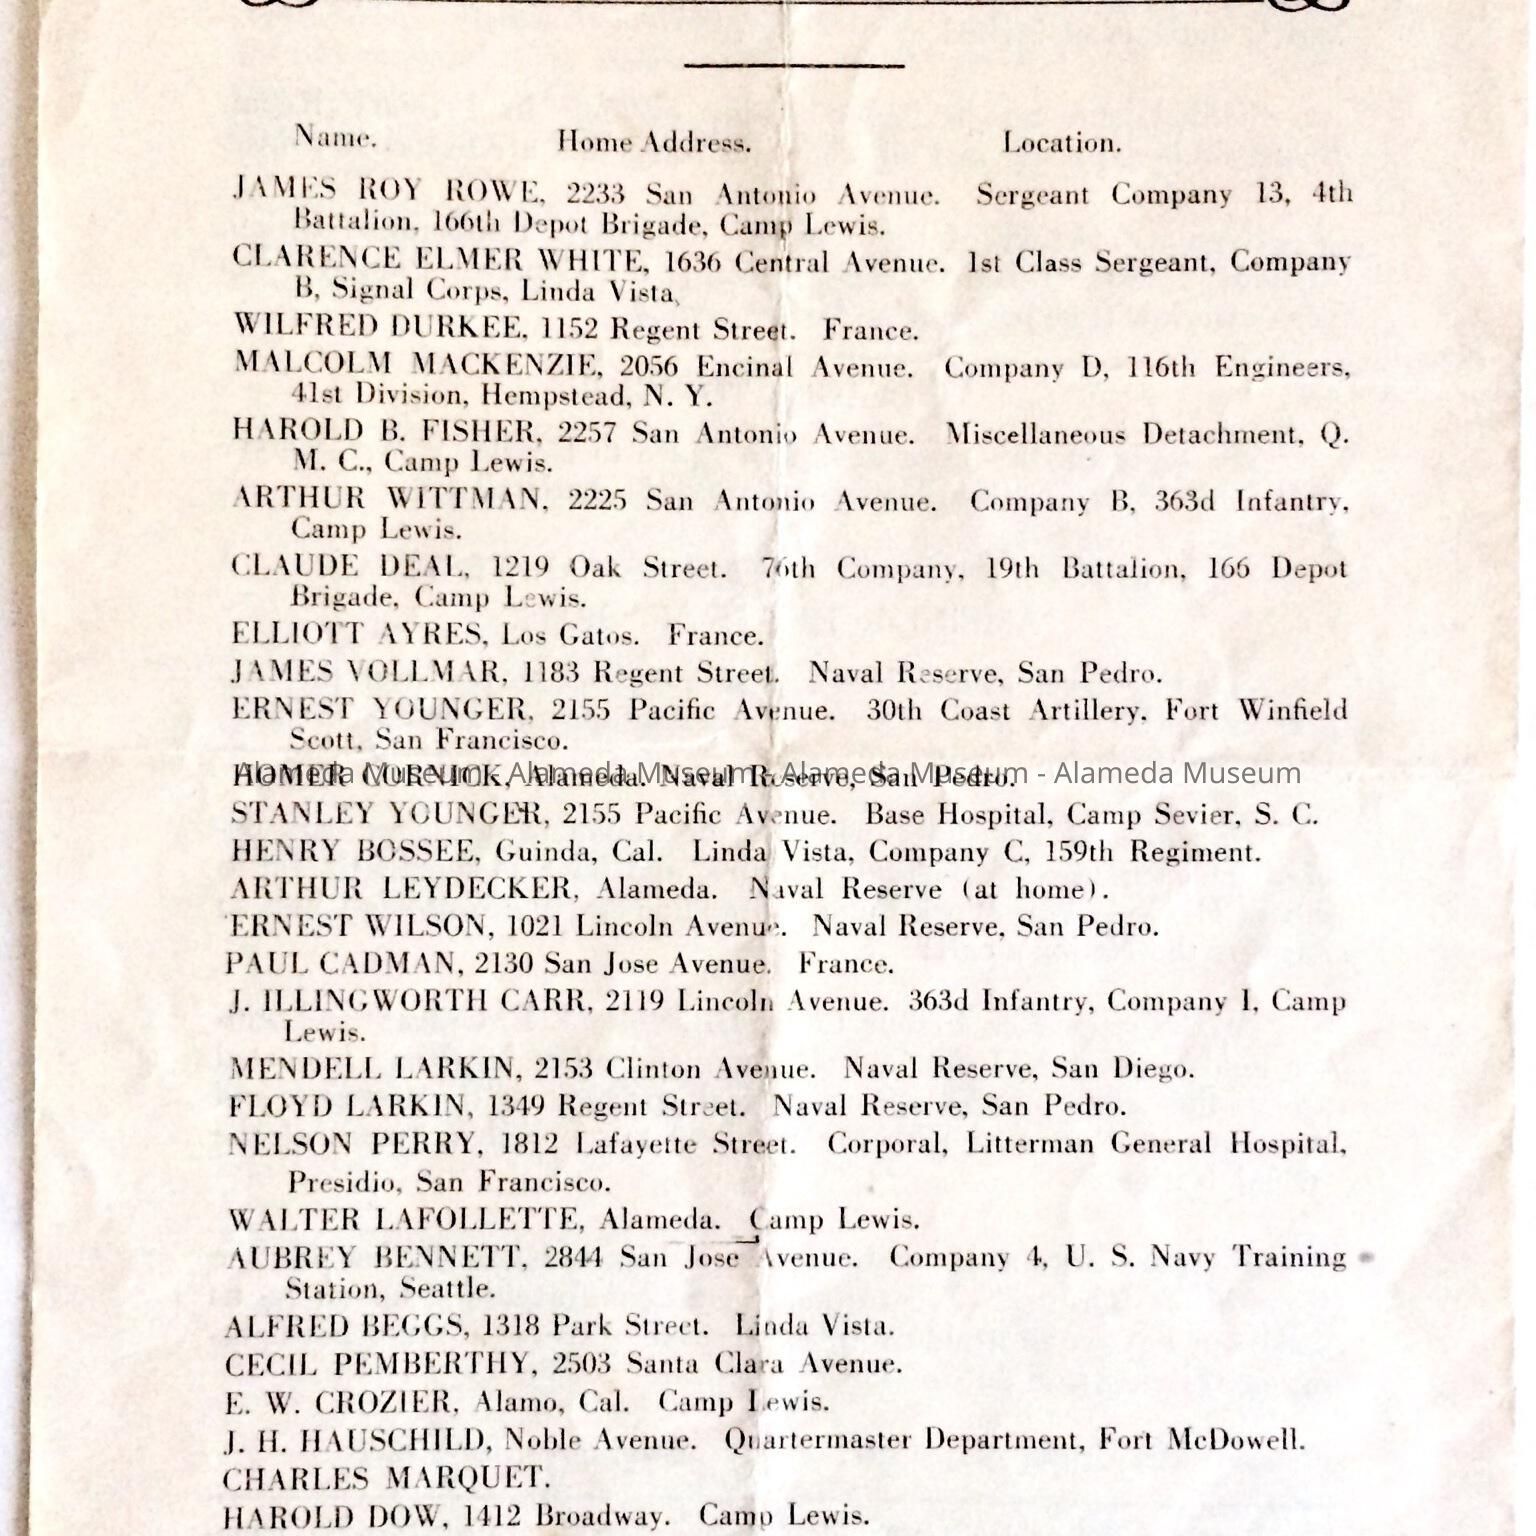 Name. Home Address. Location.
JAMES ROY ROWE, 2233 San Antonio Avenue. Sergeant Company 13, 4th
Battalion, 166th Depot Brigade, Camp Lewis.
CLARENCE ELMER WHITE, 1636 Central Avenue. 1st Class Sergeant, Company
B, Signal Corps, Linda Vista,
WILFRED DURKEE, 1152 Regent Street. France.
MALCOLM MACKENZIE, 2056 Encinal Avenue. Company D, 116th Engineers,
41st Division, Hempstead, N. Y.
HAROLD B. FISHER, 2257 San Antonio Avenue. Miscellaneous Detachment, Q.
M. C., Camp Lewis.
ARTHUR WITTMAN, 2225 San Antonio Avenue. Company B, 363d Infantry,
Camp Lewis.
CLAUDE DEAL, 1219 Oak Street. 76th Company, 19th Battalion, 166 Depot
Brigade, Camp Lewis.
ELLIOTT AYRES, Los Gatos. France.
JAMES VOLLMAR, 1183 Regent Street. Naval Reserve, San Pedro.
ERNEST YOUNGER, 2155 Pacific Avenue. 30th Coast Artillery, Fort Winfield
Scott, San Francisco.
HOMER CORNICK, Alameda. Naval Reserve, San Pedro.
Alameda Museum - Alameda Museum - Alameda Museum - Alameda Museum
STANLEY YOUNGER, 2155 Pacific Avenue. Base Hospital, Camp Sevier, S. C.
HENRY BOSSEE, Guinda, Cal. Linda Vista, Company C, 159th Regiment.
ARTHUR LEYDECKER, Alameda. Naval Reserve (at home).
ERNEST WILSON, 1021 Lincoln Avenue. Naval Reserve, San Pedro.
PAUL CADMAN, 2130 San Jose Avenue. France.
J. ILLINGWORTH CARR, 2119 Lincoln Avenue. 363d Infantry, Company I, Camp
Lewis.
MENDELL LARKIN, 2153 Clinton Avenue. Naval Reserve, San Diego.
FLOYD LARKIN, 1349 Regent Street. Naval Reserve, San Pedro.
NELSON PERRY, 1812 Lafayette Street. Corporal, Litterman General Hospital,
Presidio, San Francisco.
WALTER LAFOLLETTE, Alameda. Camp Lewis.
AUBREY BENNETT, 2844 San Jose Avenue. Company 4, U. S. Navy Training
Station, Seattle.
ALFRED BEGGS, 1318 Park Street. Linda Vista.
CECIL PEMBERTHY, 2503 Santa Clara Avenue.
E. W. CROZIER, Alamo, Cal. Camp Lewis.
J. H. HAUSCHILD, Noble Avenue. Quartermaster Department, Fort McDowell.
CHARLES MARQUET.
HAROLD DOW, 1412 Broadway. Camp Lewis.